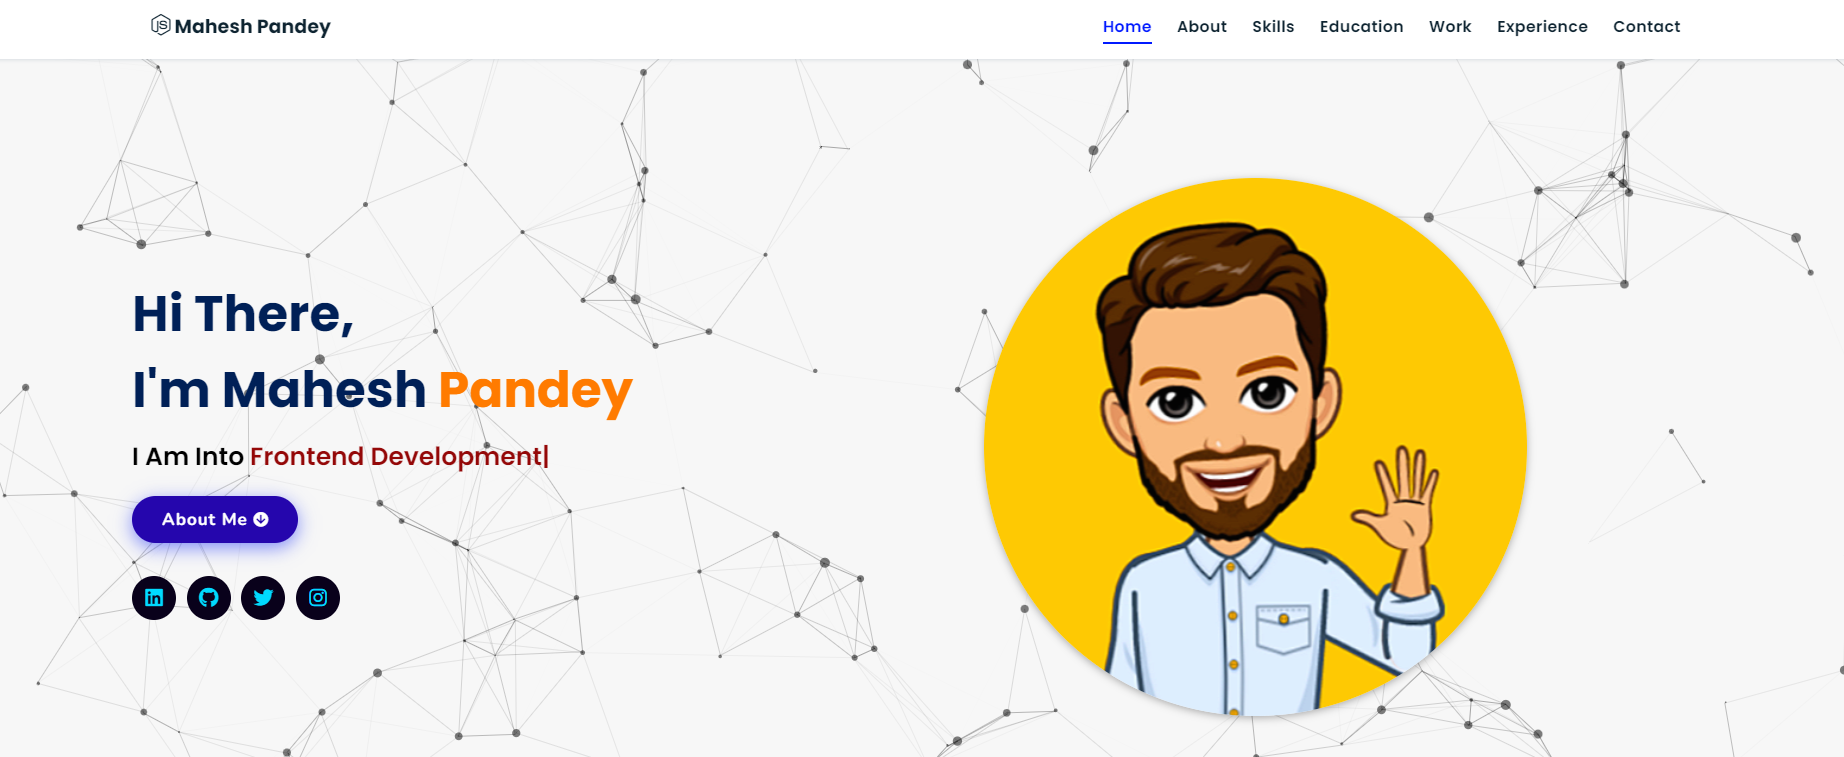 Mahesh Pandey
Home About Skills Education Work Experience Contact
Hi There,
I'm Mahesh Pandey
I Am Into Frontend Development|
About Me